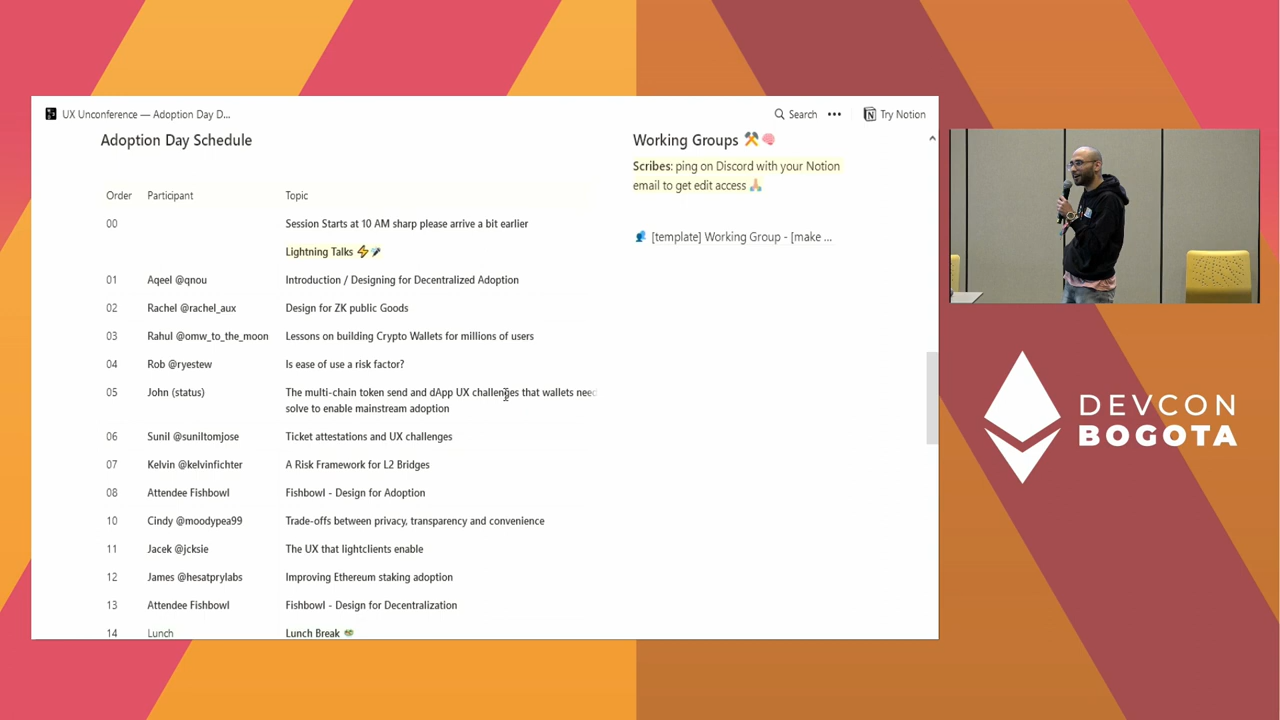 UX Unconference — Adoption Day D...
Search
•••
Try Notion
Adoption Day Schedule
Working Groups ⚒️🧠
Scribes: ping on Discord with your Notion
email to get edit access 🙏
[template] Working Group - [make ...
Order Participant Topic
00 Session Starts at 10 AM sharp please arrive a bit earlier
Lightning Talks ⚡🎤
01 Aqeel @qnou Introduction / Designing for Decentralized Adoption
02 Rachel @rachel_aux Design for ZK public Goods
03 Rahul @omw_to_the_moon Lessons on building Crypto Wallets for millions of users
04 Rob @ryestew Is ease of use a risk factor?
05 John (status) The multi-chain token send and dApp UX challenges that wallets need
solve to enable mainstream adoption
06 Sunil @suniltomjose Ticket attestations and UX challenges
07 Kelvin @kelvinfichter A Risk Framework for L2 Bridges
08 Attendee Fishbowl Fishbowl - Design for Adoption
10 Cindy @moodypea99 Trade-offs between privacy, transparency and convenience
11 Jacek @jcksie The UX that lightclients enable
12 James @hesatprylabs Improving Ethereum staking adoption
13 Attendee Fishbowl Fishbowl - Design for Decentralization
14 Lunch Lunch Break 🥗
DEVCON
BOGOTA